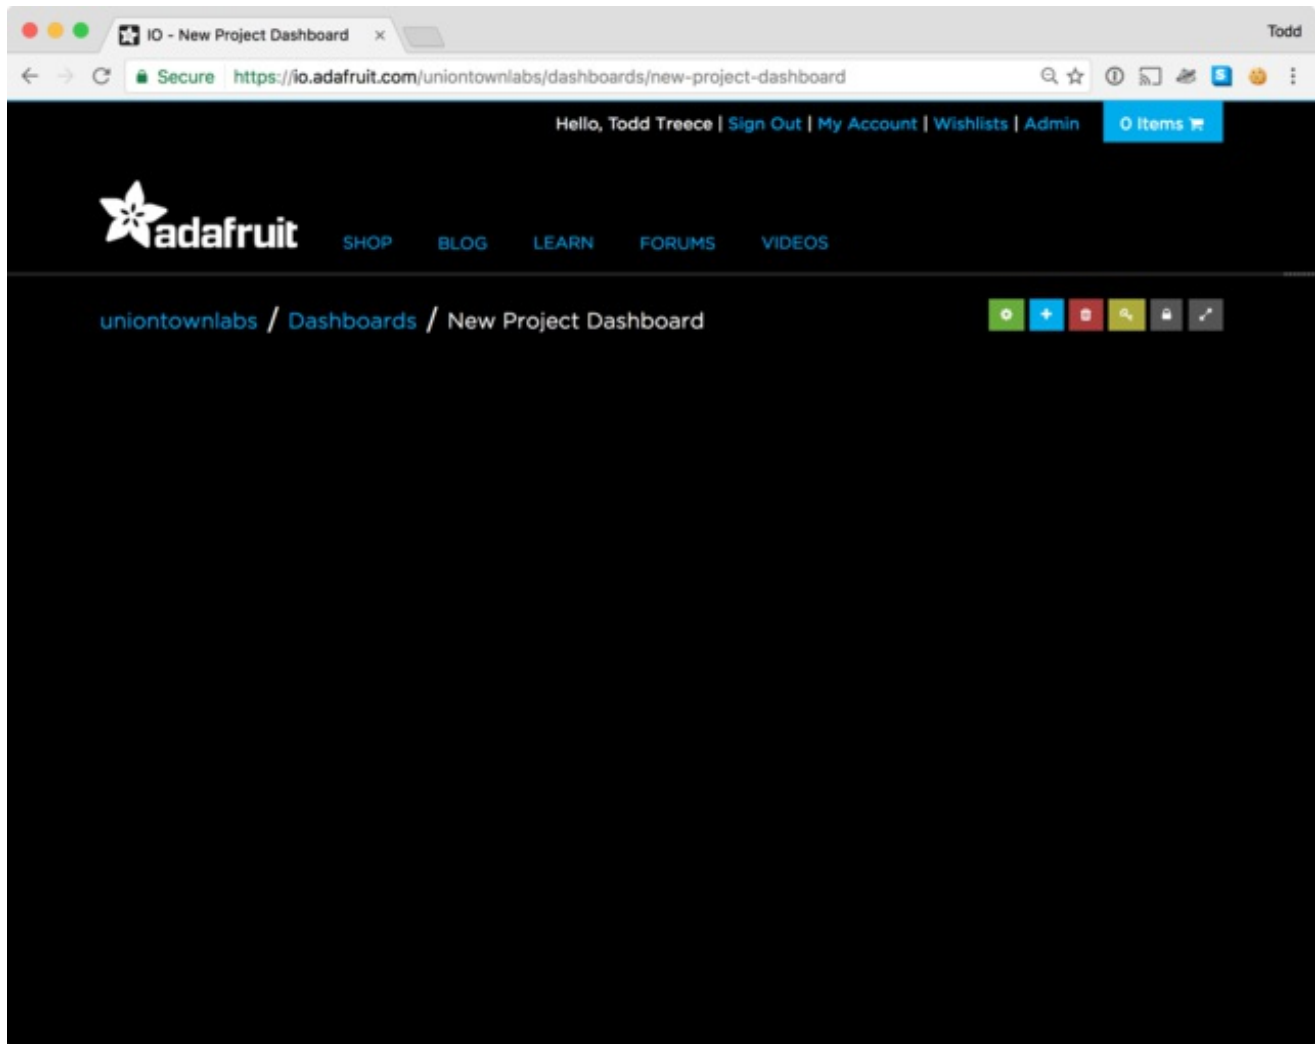 IO - New Project Dashboard
Todd
Secure https://io.adafruit.com/uniontownlabs/dashboards/new-project-dashboard
Hello, Todd Treece | Sign Out | My Account | Wishlists | Admin 0 Items
adafruit SHOP BLOG LEARN FORUMS VIDEOS
uniontownlabs / Dashboards / New Project Dashboard